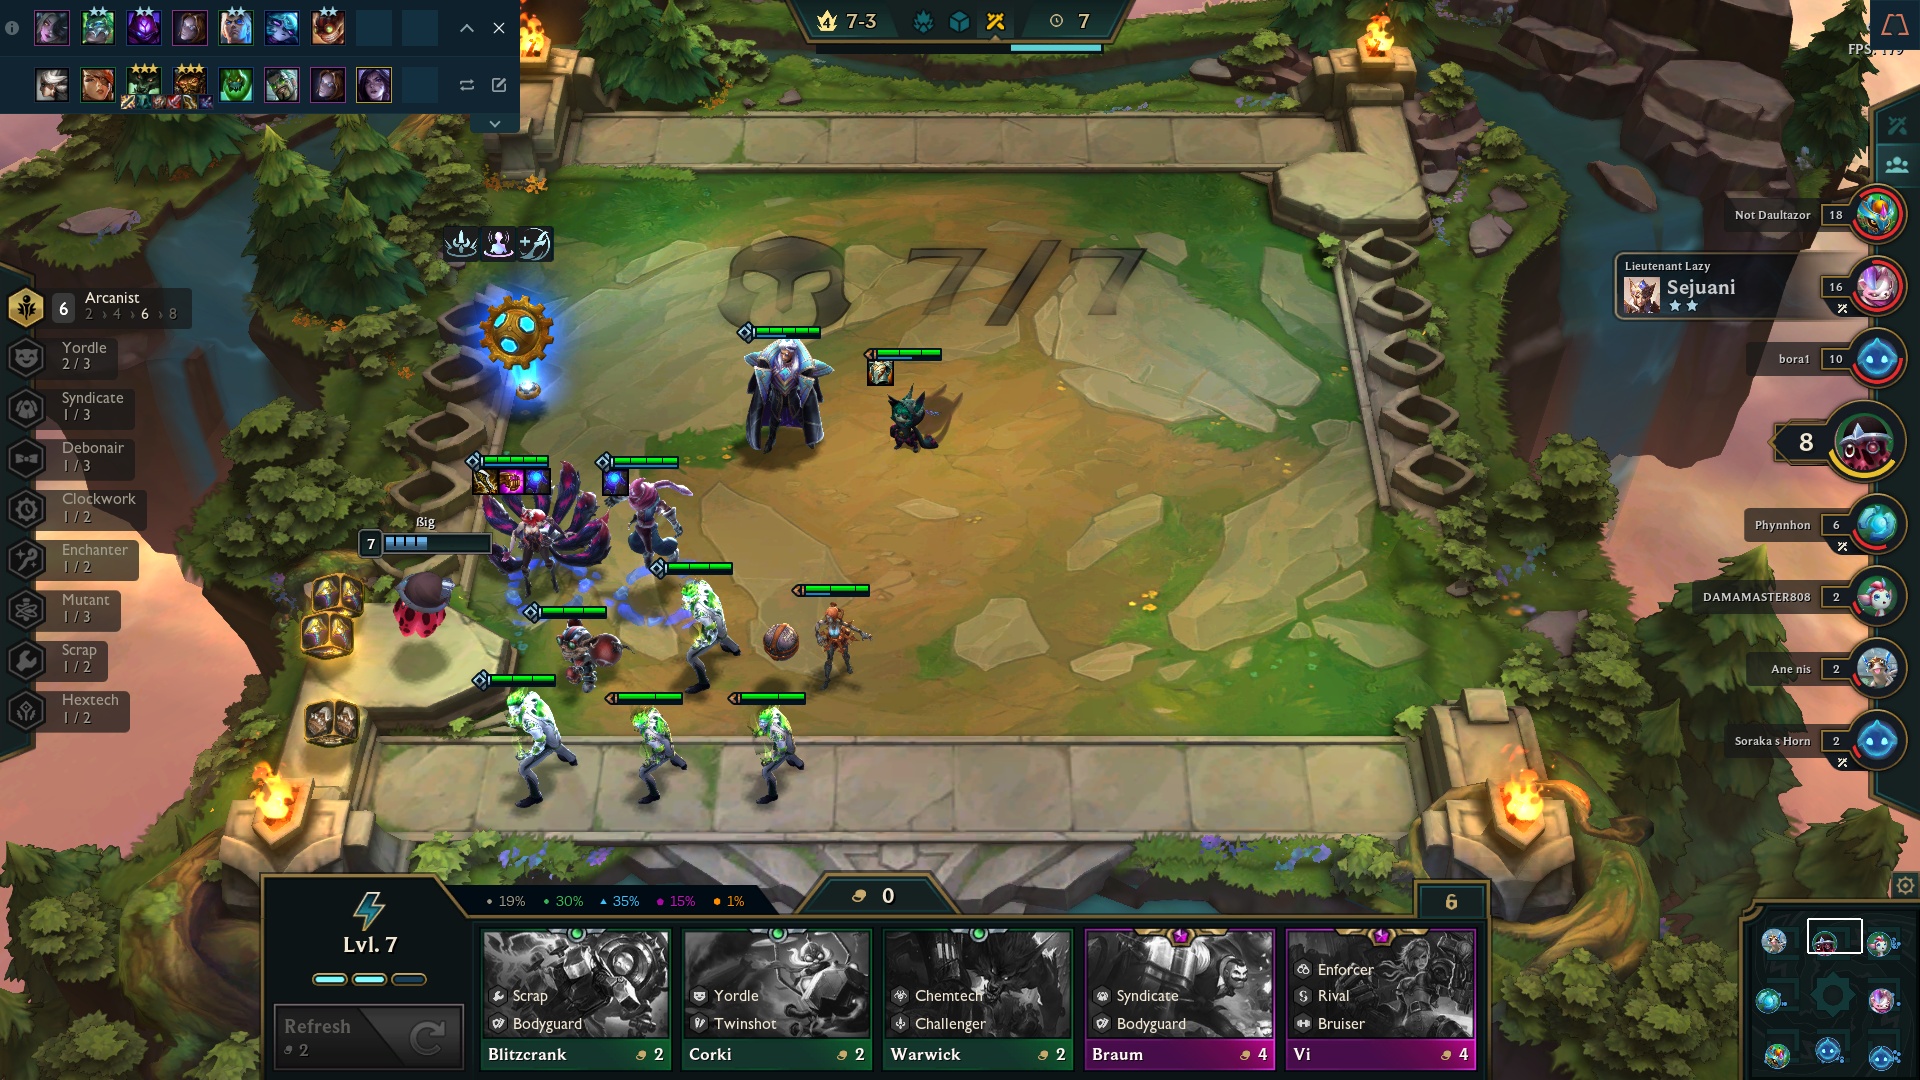 4 7-3 7
FPS: 179
7/7
Not Daultazor 18
Lieutenant Lazy
Sejuani 16
bora1 10
8
Phynnhon 6
DAMAMASTER808 2
Ane nis 2
Soraka s Horn 2
6 Arcanist
2 › 4 › 6 › 8
Yordle
2 / 3
Syndicate
1 / 3
Debonair
1 / 3
Clockwork
1 / 2
Enchanter
1 / 2
Mutant
1 / 3
Scrap
1 / 2
Hextech
1 / 2
ßig
7
19% 30% 35% 15% 1%
0
6
Lvl. 7
Refresh
2
Scrap
Bodyguard
Blitzcrank 2
Yordle
Twinshot
Corki 2
Chemtech
Challenger
Warwick 2
Syndicate
Bodyguard
Braum 4
Enforcer
Rival
Bruiser
Vi 4